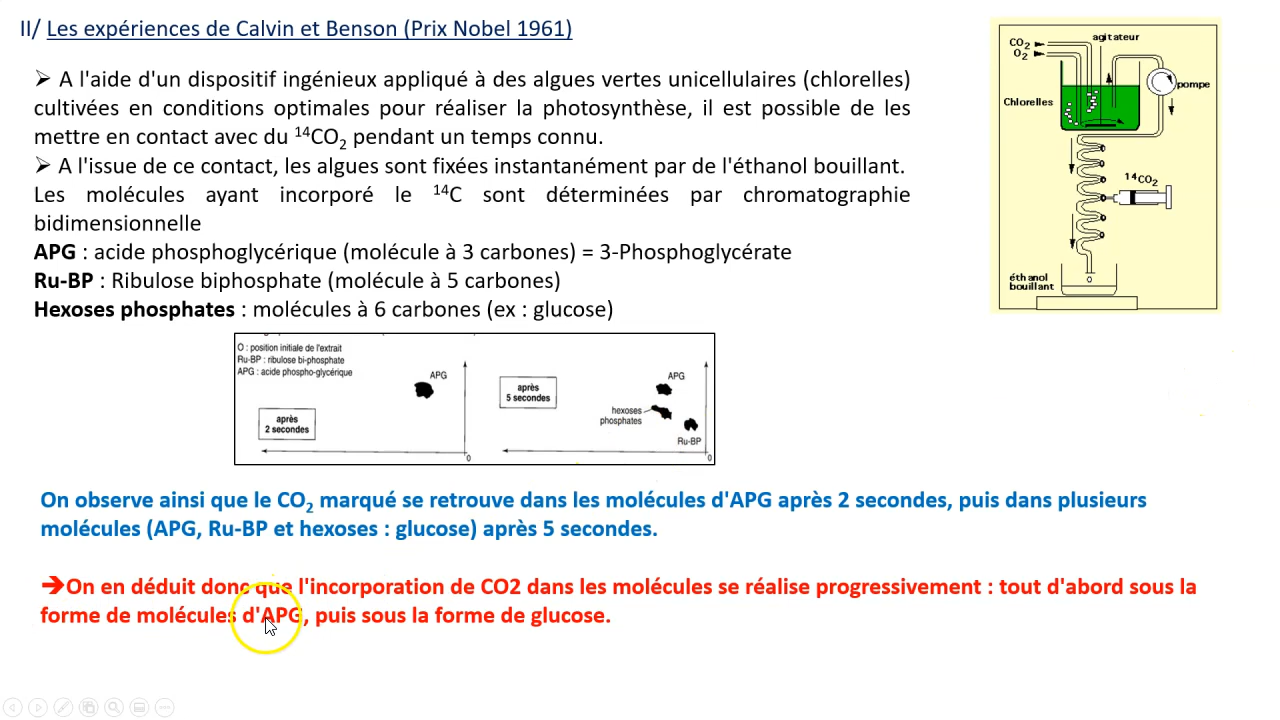 II/ Les expériences de Calvin et Benson (Prix Nobel 1961)
➢ A l'aide d'un dispositif ingénieux appliqué à des algues vertes unicellulaires (chlorelles)
cultivées en conditions optimales pour réaliser la photosynthèse, il est possible de les
mettre en contact avec du ¹⁴CO₂ pendant un temps connu.
➢ A l'issue de ce contact, les algues sont fixées instantanément par de l'éthanol bouillant.
Les molécules ayant incorporé le ¹⁴C sont déterminées par chromatographie
bidimensionnelle
APG : acide phosphoglycérique (molécule à 3 carbones) = 3-Phosphoglycérate
Ru-BP : Ribulose biphosphate (molécule à 5 carbones)
Hexoses phosphates : molécules à 6 carbones (ex : glucose)
agitateur
CO₂
O₂
pompe
Chlorelles
14CO₂
éthanol
bouillant
O : position initiale de l'extrait
Ru-BP : ribulose bi-phosphate
APG : acide phospho-glycérique
APG
après
2 secondes
0
après
5 secondes
APG
hexoses
phosphates
Ru-BP
0
On observe ainsi que le CO₂ marqué se retrouve dans les molécules d'APG après 2 secondes, puis dans plusieurs
molécules (APG, Ru-BP et hexoses : glucose) après 5 secondes.
➔On en déduit donc que l'incorporation de CO2 dans les molécules se réalise progressivement : tout d'abord sous la
forme de molécules d'APG, puis sous la forme de glucose.